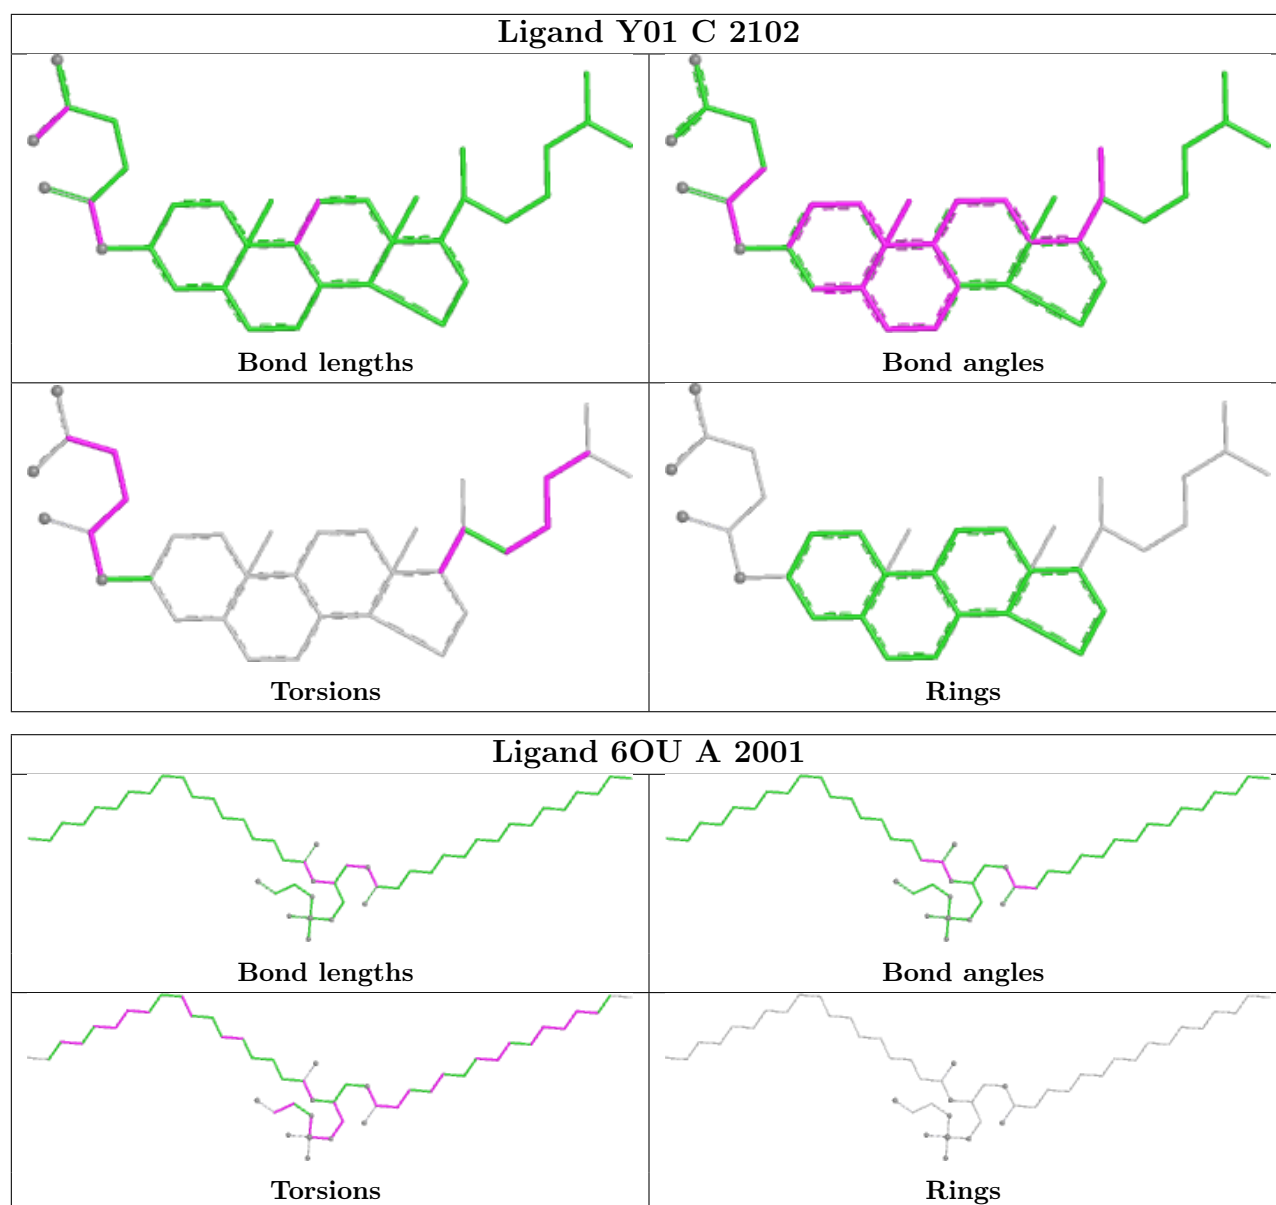 Ligand Y01 C 2102
Bond lengths
Bond angles
Torsions
Rings
Ligand 6OU A 2001
Bond lengths
Bond angles
Torsions
Rings